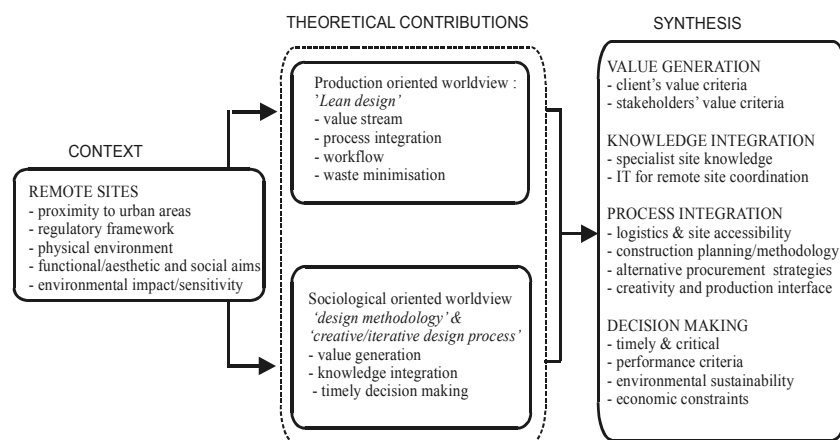 CONTEXT
REMOTE SITES
- proximity to urban areas
- regulatory framework
- physical environment
- functional/aesthetic and social aims
- environmental impact/sensitivity
THEORETICAL CONTRIBUTIONS
Production oriented worldview :
'Lean design'
- value stream
- process integration
- workflow
- waste minimisation
Sociological oriented worldview
'design methodology' &
'creative/iterative design process'
- value generation
- knowledge integration
- timely decision making
SYNTHESIS
VALUE GENERATION
- client's value criteria
- stakeholders' value criteria
KNOWLEDGE INTEGRATION
- specialist site knowledge
- IT for remote site coordination
PROCESS INTEGRATION
- logistics & site accessibility
- construction planning/methodology
- alternative procurement strategies
- creativity and production interface
DECISION MAKING
- timely & critical
- performance criteria
- environmental sustainability
- economic constraints